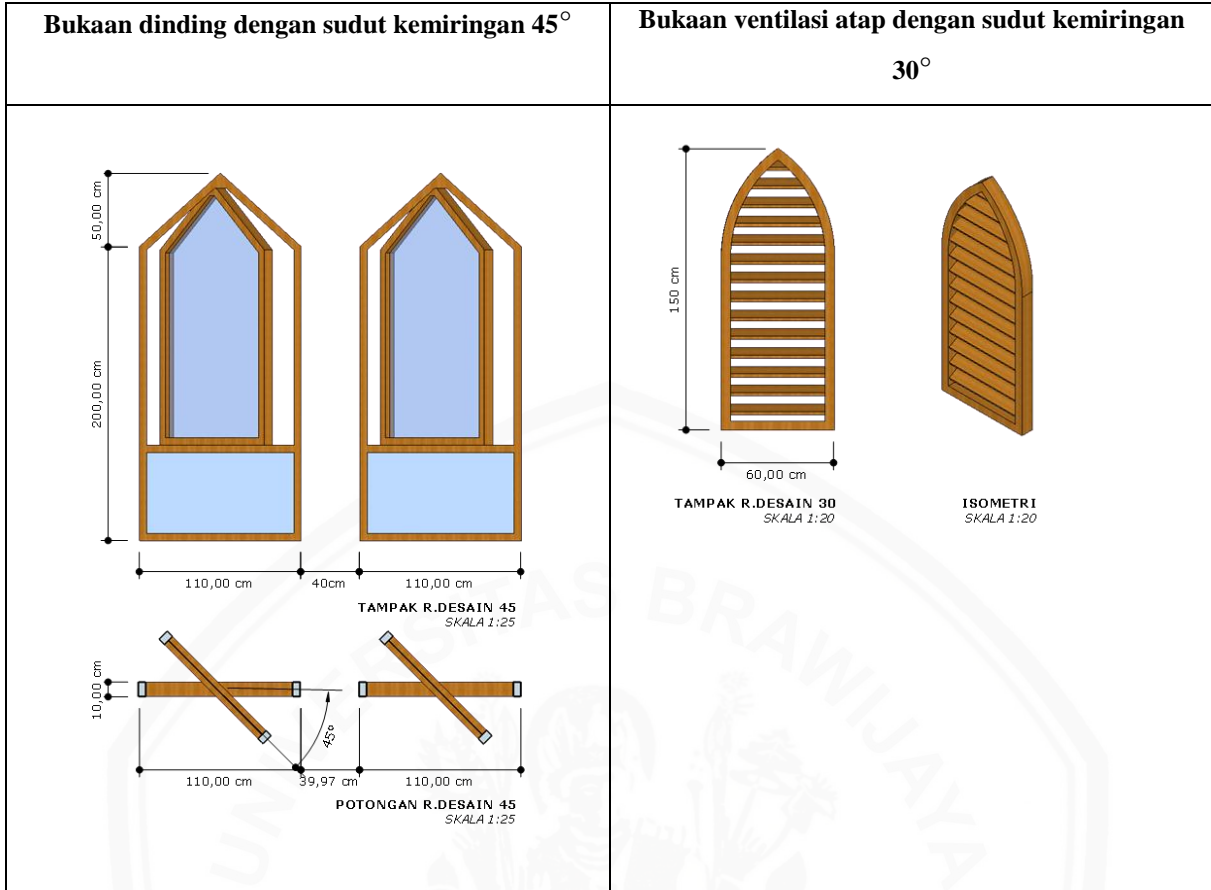 Bukaan dinding dengan sudut kemiringan 45°
Bukaan ventilasi atap dengan sudut kemiringan
30°
50,00 cm
200,00 cm
110,00 cm
40cm
110,00 cm
TAMPAK R.DESAIN 45
SKALA 1:25
10,00 cm
45°
110,00 cm
39,97 cm
110,00 cm
POTONGAN R.DESAIN 45
SKALA 1:25
150 cm
60,00 cm
TAMPAK R.DESAIN 30
SKALA 1:20
ISOMETRI
SKALA 1:20
UNIVERSITAS BRAWIJAYA